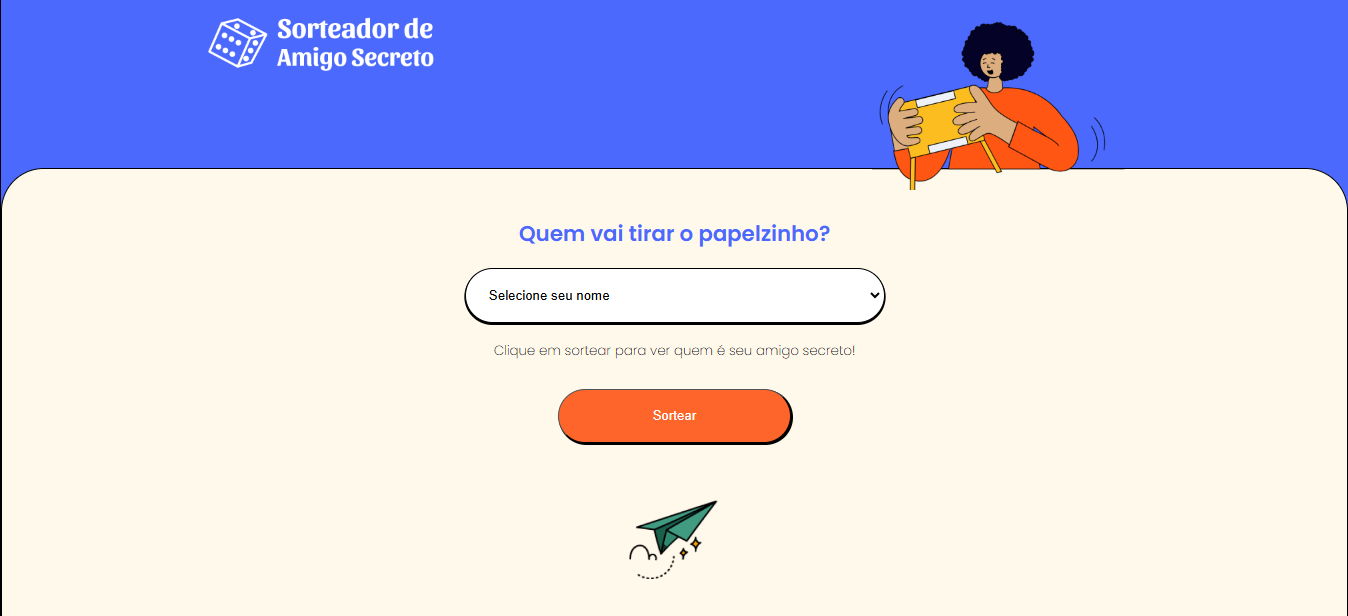 Sorteador de
Amigo Secreto
Quem vai tirar o papelzinho?
Selecione seu nome
Clique em sortear para ver quem é seu amigo secreto!
Sortear